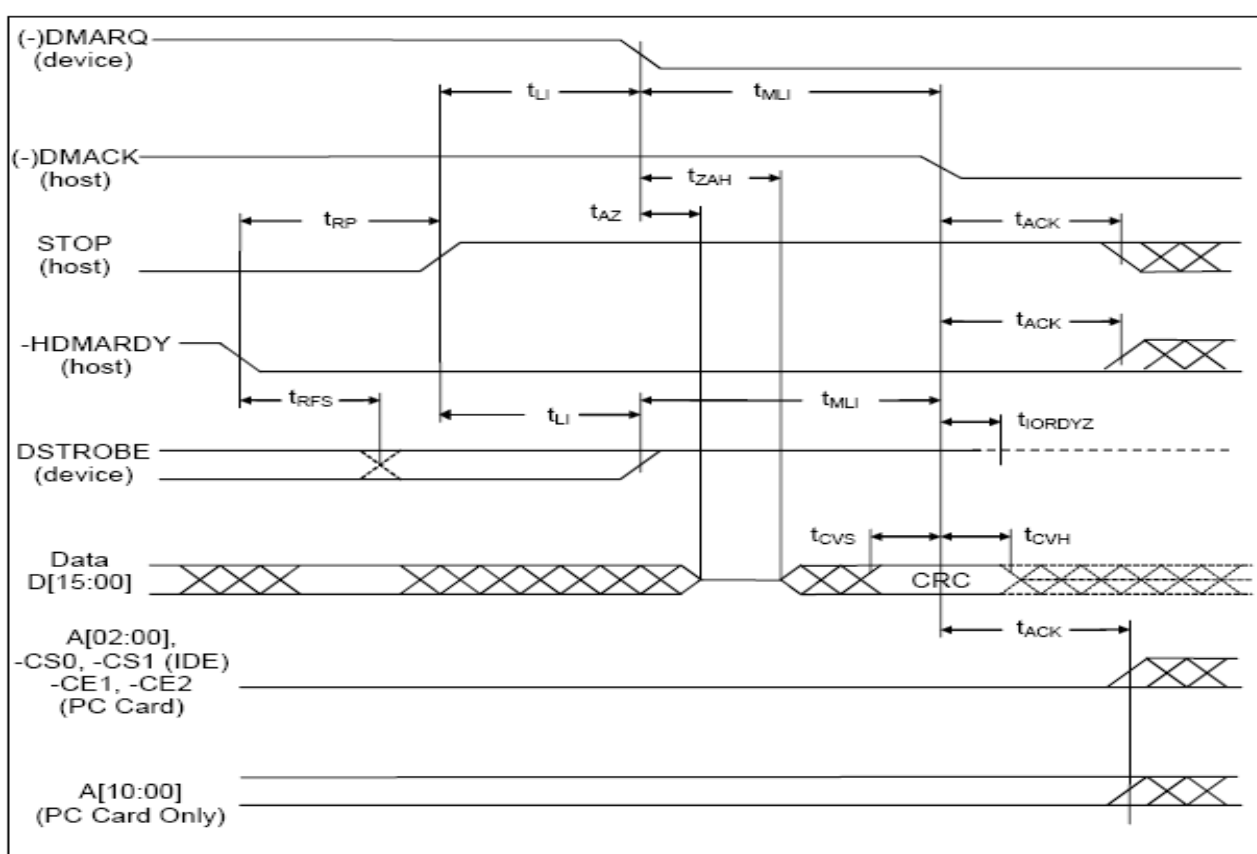 (-)DMARQ
(device)
tLI
tMLI
(-)DMACK
(host)
tZAH
tAZ
tRP
tACK
STOP
(host)
tACK
-HDMARDY
(host)
tRFS
tLI
tMLI
tIORDYZ
DSTROBE
(device)
tCVS
tCVH
Data
D[15:00]
CRC
tACK
A[02:00],
-CS0, -CS1 (IDE)
-CE1, -CE2
(PC Card)
A[10:00]
(PC Card Only)